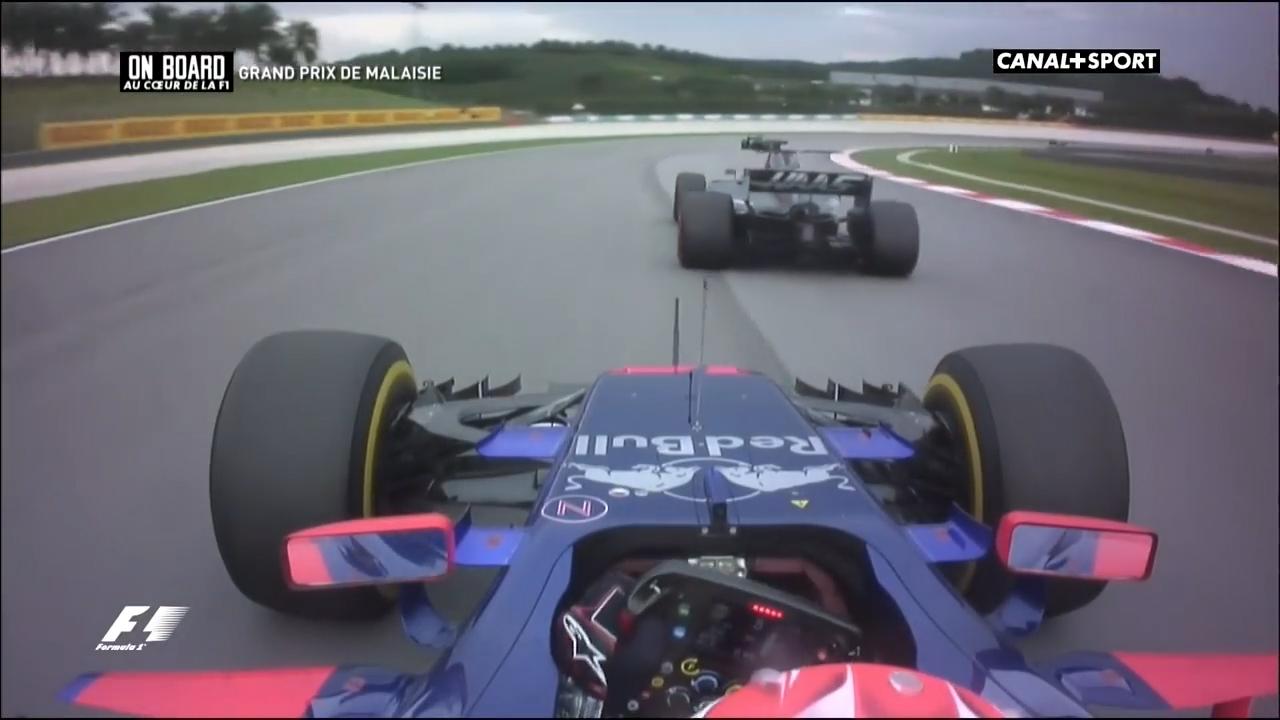 ON BOARD
AU CŒUR DE LA F1
GRAND PRIX DE MALAISIE
CANAL+SPORT
HAAS
Red Bull
F1
Formula 1